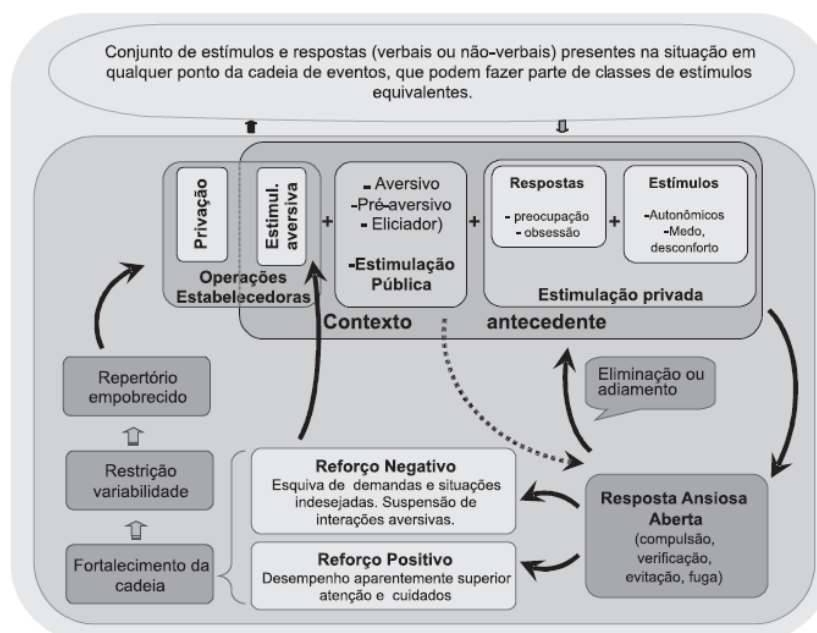 Conjunto de estímulos e respostas (verbais ou não-verbais) presentes na situação em
qualquer ponto da cadeia de eventos, que podem fazer parte de classes de estímulos
equivalentes.
Privação
Estimul.
aversiva
Operações
Estabelecedoras
+
- Aversivo
-Pré-aversivo
- Eliciador)
-Estimulação
Pública
+
Respostas
- preocupação
- obsessão
+
Estímulos
-Autonômicos
-Medo,
desconforto
Estimulação privada
Contexto antecedente
Repertório
empobrecido
Restrição
variabilidade
Fortalecimento da
cadeia
Reforço Negativo
Esquiva de demandas e situações
indesejadas. Suspensão de
interações aversivas.
Reforço Positivo
Desempenho aparentemente superior
atenção e cuidados
Eliminação ou
adiamento
Resposta Ansiosa
Aberta
(compulsão,
verificação,
evitação, fuga)